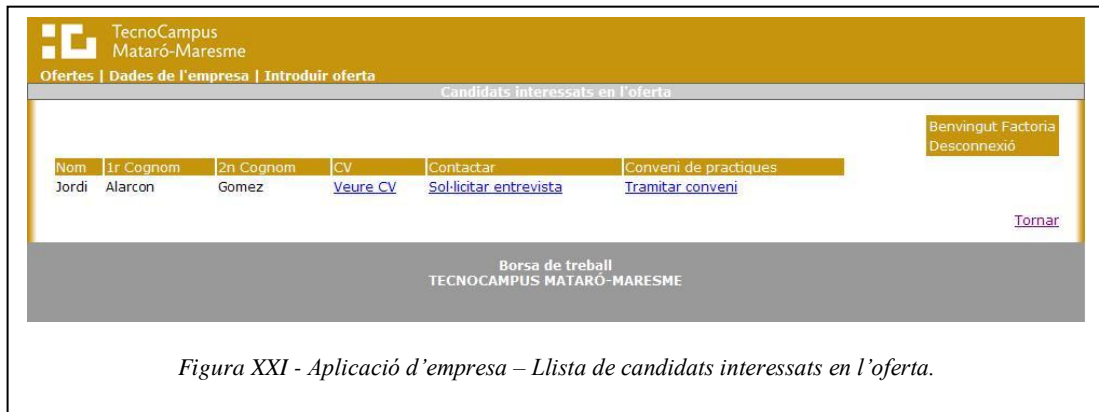 TecnoCampus
Mataró-Maresme
Ofertes | Dades de l'empresa | Introduir oferta
Candidats interessats en l'oferta
Benvingut Factoria
Desconnexió
Nom 1r Cognom 2n Cognom CV Contactar Conveni de practiques
Jordi Alarcon Gomez Veure CV Sol·licitar entrevista Tramitar conveni
Tornar
Borsa de treball
TECNOCAMPUS MATARÓ-MARESME
Figura XXI - Aplicació d’empresa – Llista de candidats interessats en l’oferta.